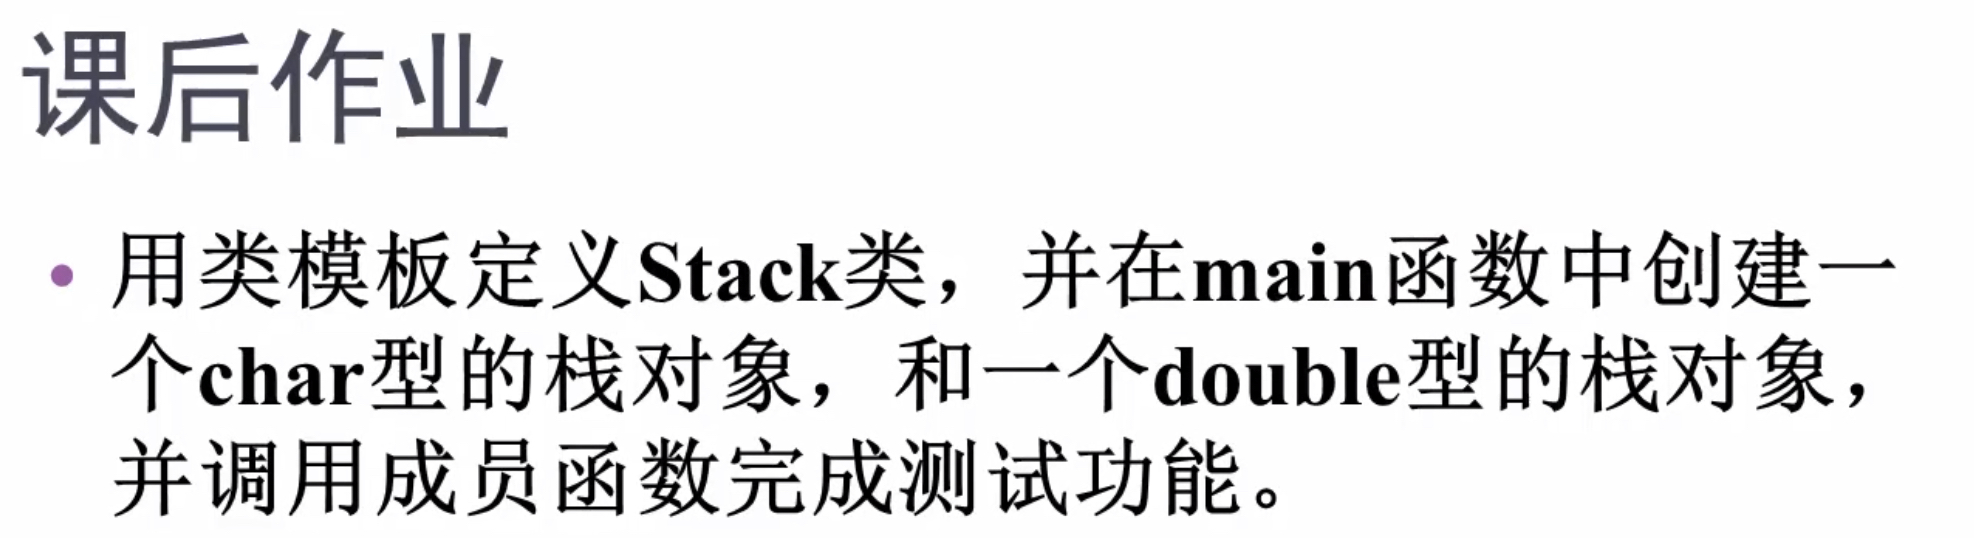 课后作业
• 用类模板定义Stack类，并在main函数中创建一
个char型的栈对象，和一个double型的栈对象，
并调用成员函数完成测试功能。